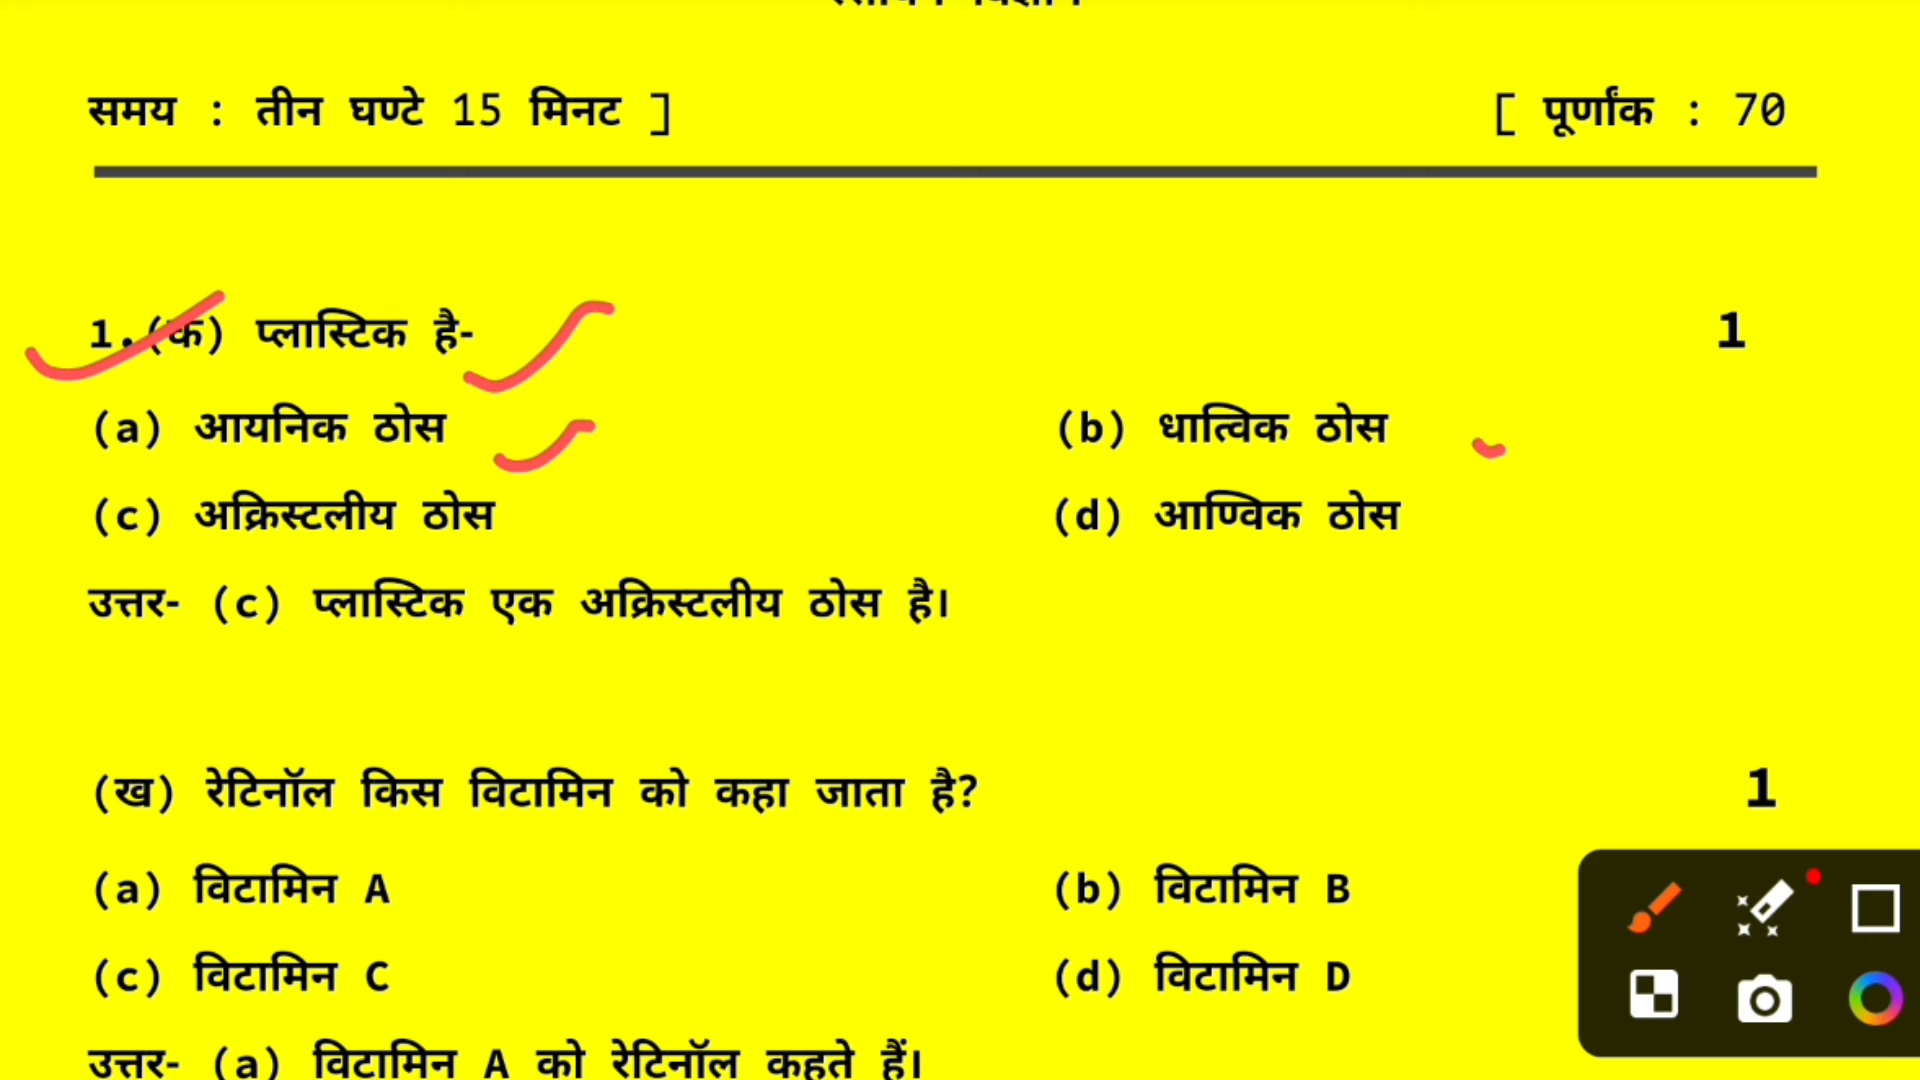 समय : तीन घण्टे 15 मिनट ] [ पूर्णांक : 70
1.(क) प्लास्टिक है- 1
(a) आयनिक ठोस (b) धात्विक ठोस
(c) अक्रिस्टलीय ठोस (d) आण्विक ठोस
उत्तर- (c) प्लास्टिक एक अक्रिस्टलीय ठोस है।
(ख) रेटिनॉल किस विटामिन को कहा जाता है? 1
(a) विटामिन A (b) विटामिन B
(c) विटामिन C (d) विटामिन D
उत्तर- (a) विटामिन A को रेटिनॉल कहते हैं।